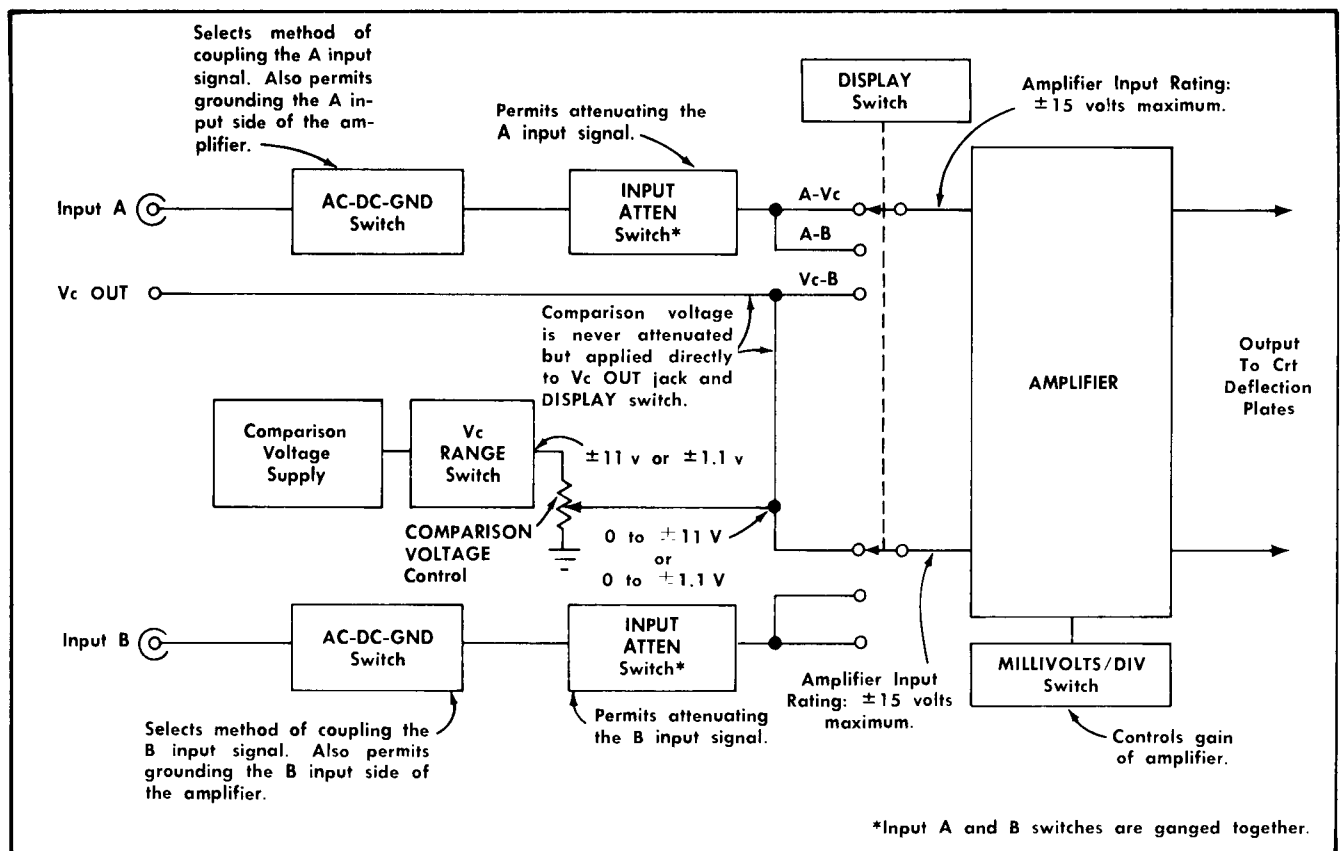 Selects method of
coupling the A input
signal. Also permits
grounding the A in-
put side of the am-
plifier.
Permits attenuating the
A input signal.
DISPLAY
Switch
Amplifier Input Rating:
±15 volts maximum.
Input A
AC-DC-GND
Switch
INPUT
ATTEN
Switch*
A-Vc
A-B
Vc-B
Vc OUT
Comparison voltage
is never attenuated
but applied directly
to Vc OUT jack and
DISPLAY switch.
AMPLIFIER
Output
To Crt
Deflection
Plates
Comparison
Voltage
Supply
Vc
RANGE
Switch
±11 v or ±1.1 v
COMPARISON
VOLTAGE
Control
0 to ±11 V
or
0 to ±1.1 V
Input B
AC-DC-GND
Switch
INPUT
ATTEN
Switch*
Amplifier Input
Rating: ±15 volts
maximum.
MILLIVOLTS/DIV
Switch
Selects method of coupling the
B input signal. Also permits
grounding the B input side of
the amplifier.
Permits attenuating
the B input signal.
Controls gain
of amplifier.
*Input A and B switches are ganged together.